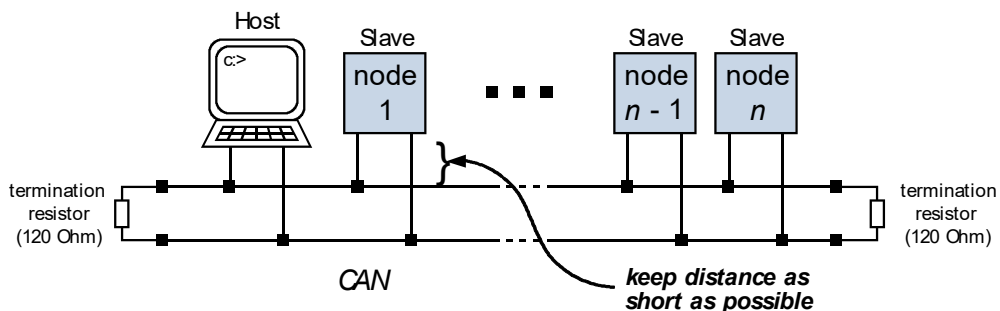 Host
c:>
Slave
node
1
Slave
node
n - 1
Slave
node
n
termination
resistor
(120 Ohm)
termination
resistor
(120 Ohm)
CAN
keep distance as
short as possible